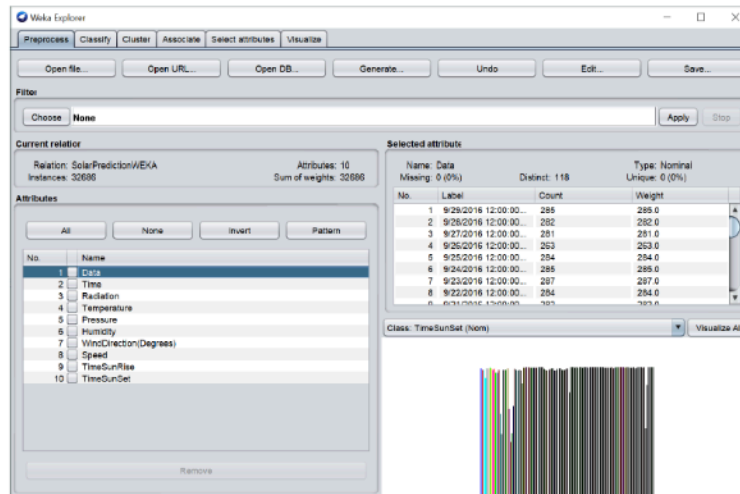 Weka Explorer
Preprocess Classify Cluster Associate Select attributes Visualize
Open file... Open URL... Open DB... Generate... Undo Edit... Save...
Filter
Choose None Apply Stop
Current relation
Relation: SolarPredictionWEKA Attributes: 10
Instances: 32686 Sum of weights: 32686
Attributes
All None Invert Pattern
No. Name
1 Data
2 Time
3 Radiation
4 Temperature
5 Pressure
6 Humidity
7 WindDirection(Degrees)
8 Speed
9 TimeSunRise
10 TimeSunSet
Remove
Selected attribute
Name: Data Type: Nominal
Missing: 0 (0%) Distinct: 118 Unique: 0 (0%)
No. Label Count Weight
1 9/29/2016 12:00:00... 285 285.0
2 9/28/2016 12:00:00... 282 282.0
3 9/27/2016 12:00:00... 281 281.0
4 9/26/2016 12:00:00... 263 263.0
5 9/25/2016 12:00:00... 284 284.0
6 9/24/2016 12:00:00... 285 285.0
7 9/23/2016 12:00:00... 287 287.0
8 9/22/2016 12:00:00... 284 284.0
Class: TimeSunSet (Nom) Visualize All